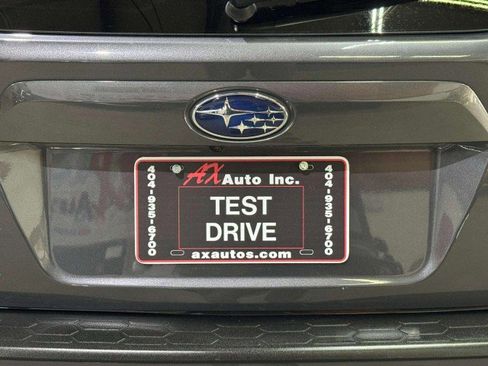 AX Auto Inc.
404-935-6700
TEST
DRIVE
404-935-6700
axautos.com